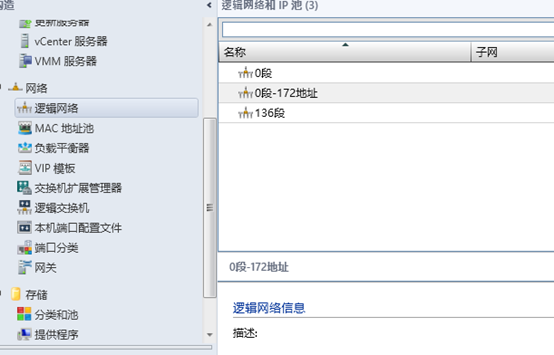 构造
更新服务器
vCenter 服务器
VMM 服务器
网络
逻辑网络
MAC 地址池
负载平衡器
VIP 模板
交换机扩展管理器
逻辑交换机
本机端口配置文件
端口分类
网关
存储
分类和池
提供程序
逻辑网络和 IP 池 (3)
名称 子网
0段
0段-172地址
136段
0段-172地址
逻辑网络信息
描述: